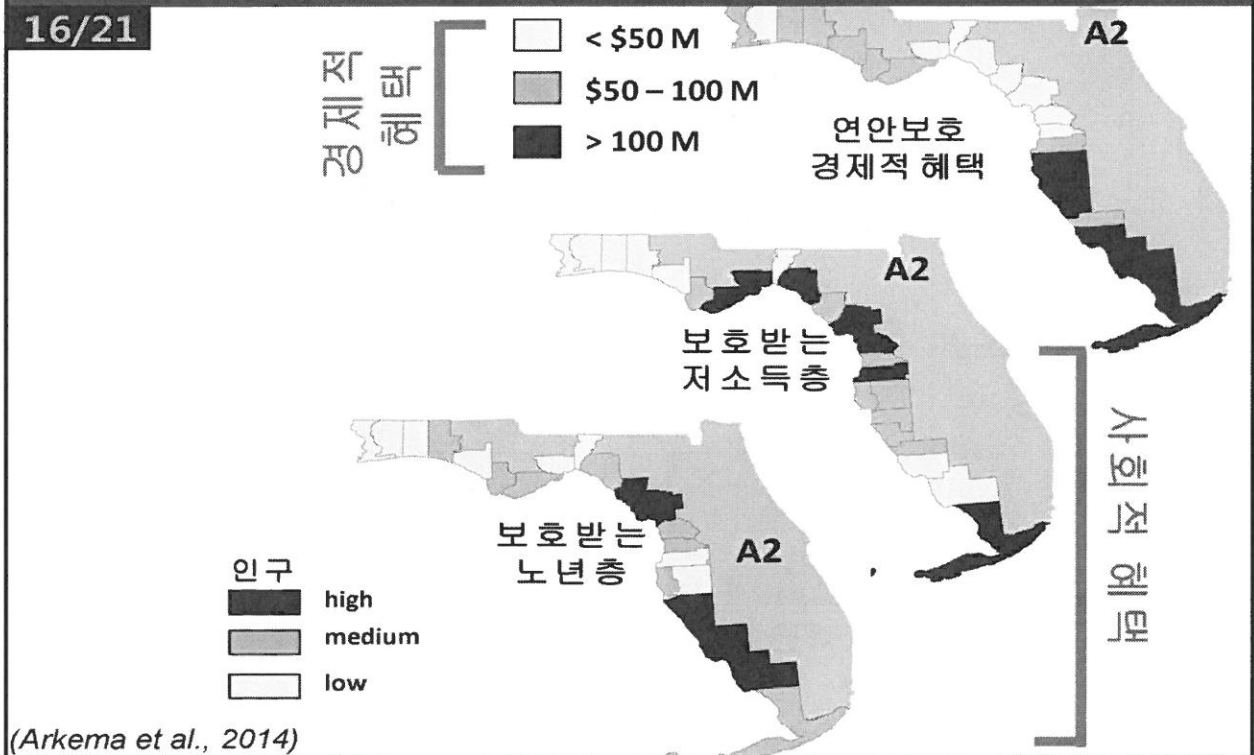 16/21
경제적
혜택
< $50 M
$50 – 100 M
> 100 M
A2
연안보호
경제적 혜택
A2
보호받는
저소득층
사회적 혜택
보호받는
노년층
A2
인구
high
medium
low
(Arkema et al., 2014)